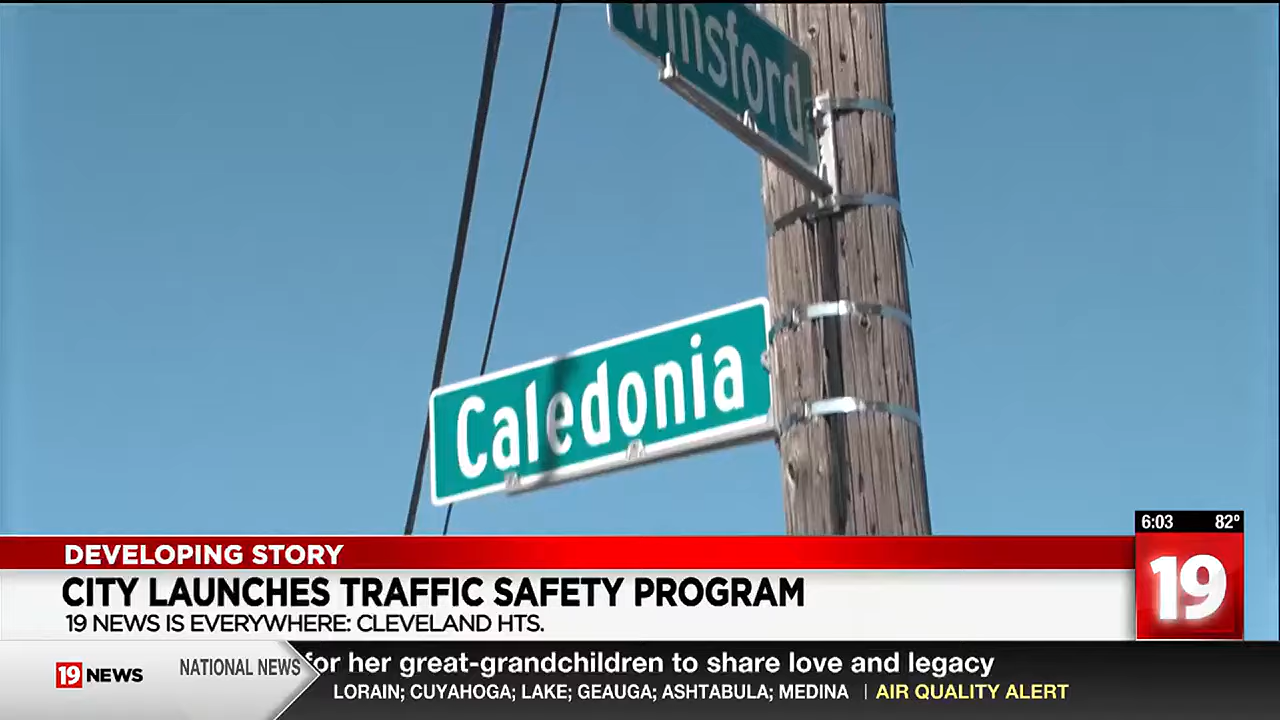 Winsford
Caledonia
6:03 82°
DEVELOPING STORY
19
CITY LAUNCHES TRAFFIC SAFETY PROGRAM
19 NEWS IS EVERYWHERE: CLEVELAND HTS.
19 NEWS
NATIONAL NEWS
for her great-grandchildren to share love and legacy
LORAIN; CUYAHOGA; LAKE; GEAUGA; ASHTABULA; MEDINA | AIR QUALITY ALERT